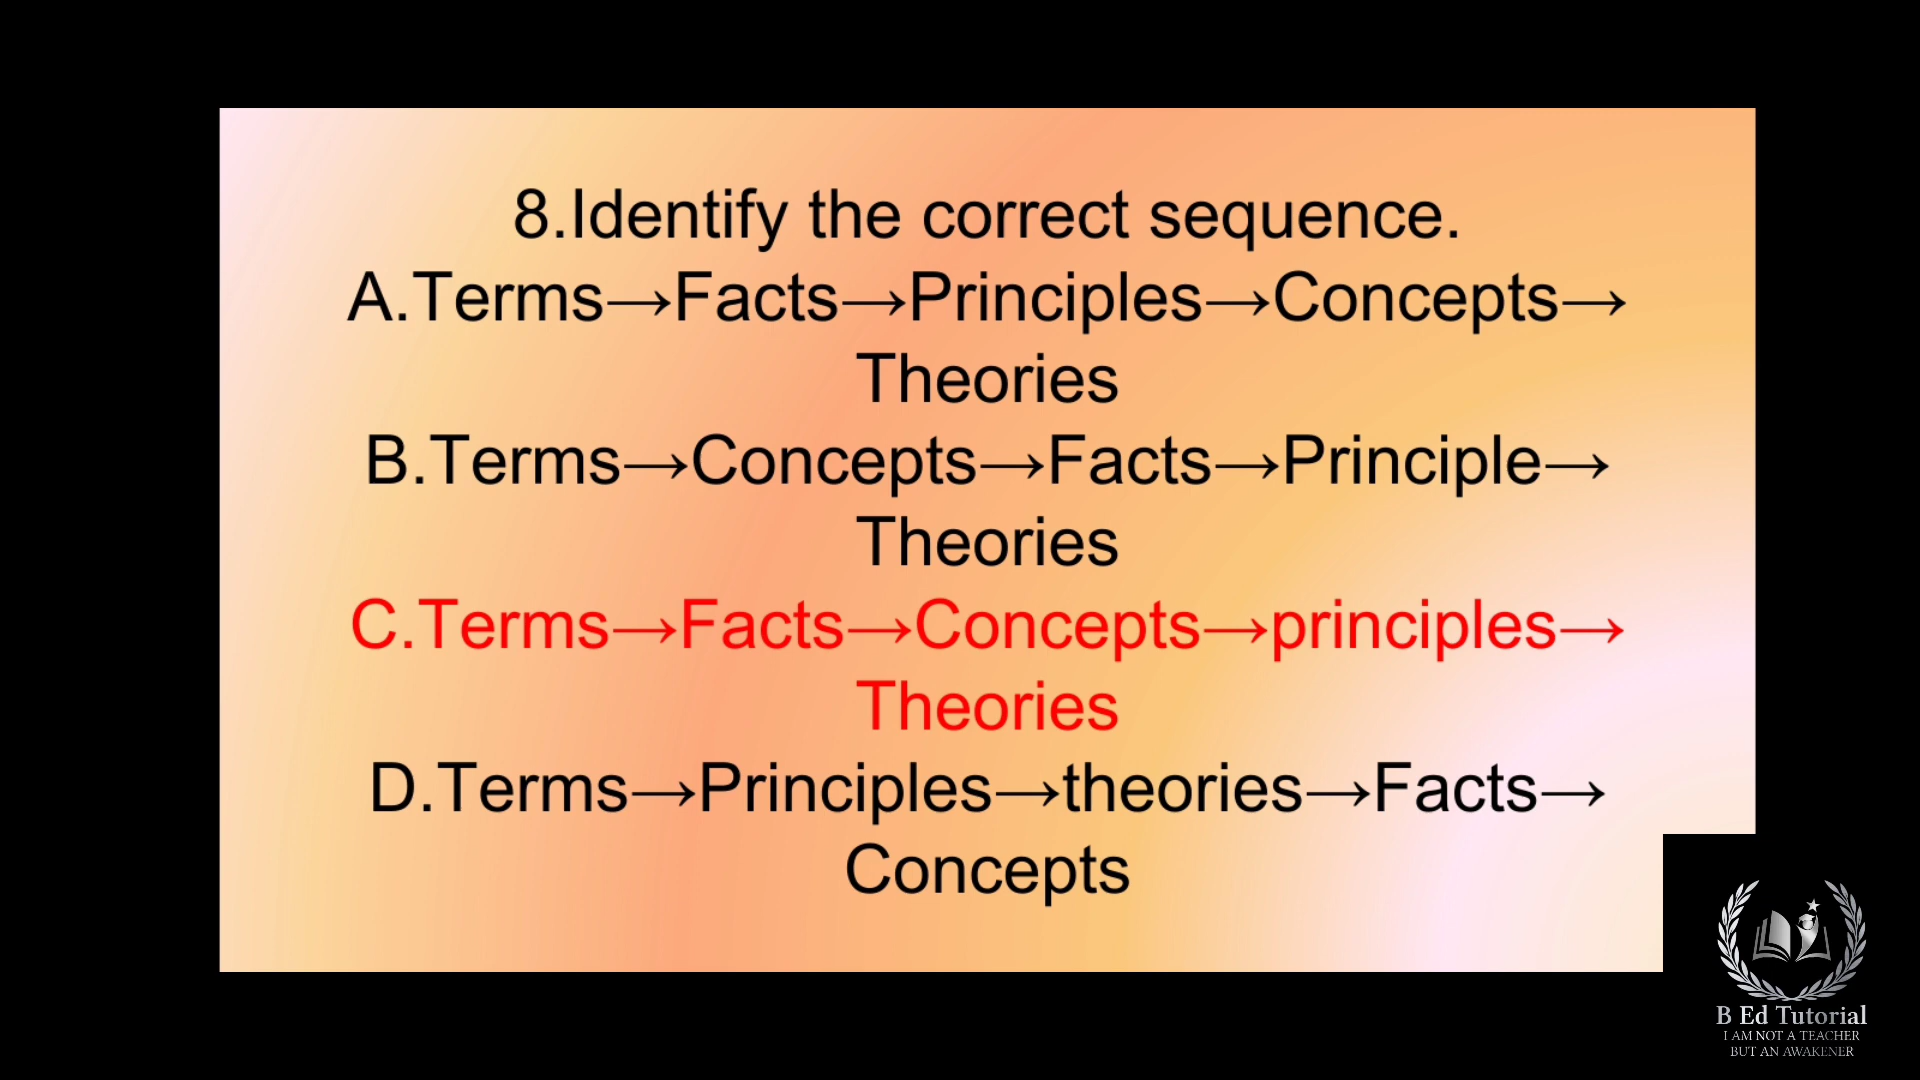 8.Identify the correct sequence.
A.Terms→Facts→Principles→Concepts→
Theories
B.Terms→Concepts→Facts→Principle→
Theories
C.Terms→Facts→Concepts→principles→
Theories
D.Terms→Principles→theories→Facts→
Concepts
B Ed Tutorial
I AM NOT A TEACHER
BUT AN AWAKENER